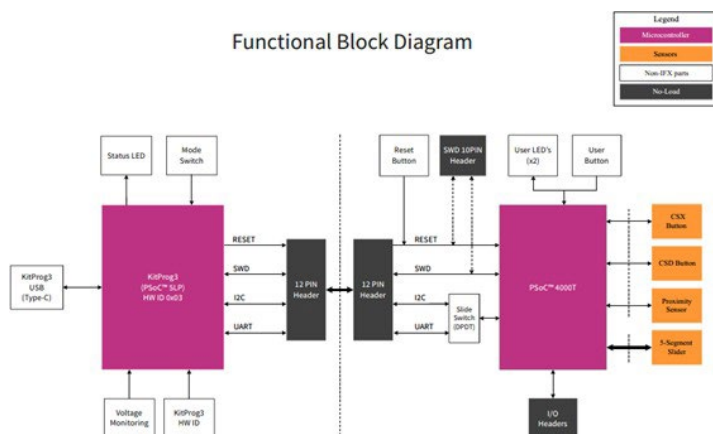 Functional Block Diagram
Legend
Microcontroller
Sensors
Non-IFX parts
No-Load
Status LED
Mode
Switch
Reset
Button
SWD 10PIN
Header
User LED's
(x2)
User
Button
KitProg3
USB
(Type-C)
KitProg3
(PSoC™ 5LP)
HW ID 0x03
RESET
SWD
I2C
UART
12 PIN
Header
12 PIN
Header
RESET
SWD
I2C
UART
Slide
Switch
(DPDT)
PSoC™ 4000T
CSX
Button
CSD Button
Proximity
Sensor
5-Segment
Slider
Voltage
Monitoring
KitProg3
HW ID
I/O
Headers